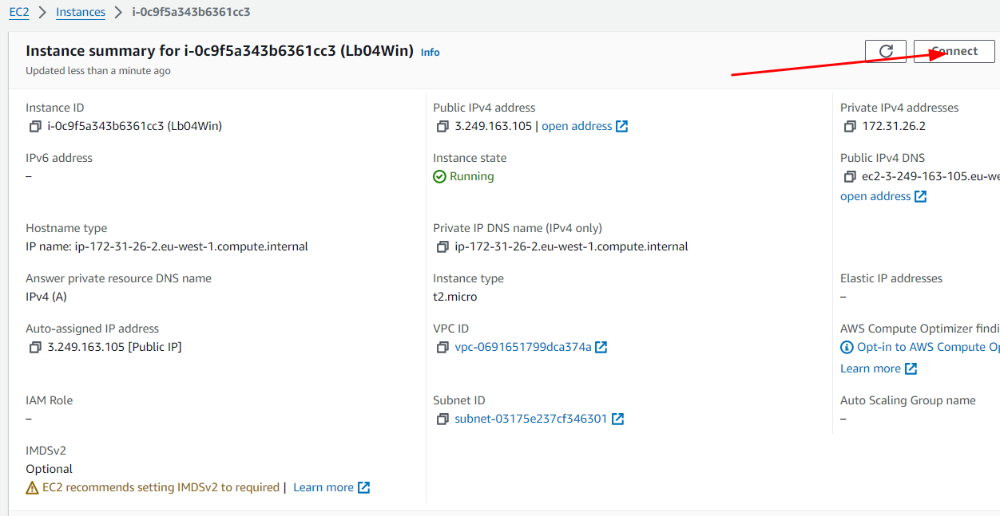 EC2 > Instances > i-0c9f5a343b6361cc3
Instance summary for i-0c9f5a343b6361cc3 (Lb04Win) Info
Connect
Updated less than a minute ago
Instance ID
i-0c9f5a343b6361cc3 (Lb04Win)
Public IPv4 address
3.249.163.105 | open address
Private IPv4 addresses
172.31.26.2
IPv6 address
–
Instance state
Running
Public IPv4 DNS
ec2-3-249-163-105.eu-we
open address
Hostname type
IP name: ip-172-31-26-2.eu-west-1.compute.internal
Private IP DNS name (IPv4 only)
ip-172-31-26-2.eu-west-1.compute.internal
Answer private resource DNS name
IPv4 (A)
Instance type
t2.micro
Elastic IP addresses
–
Auto-assigned IP address
3.249.163.105 [Public IP]
VPC ID
vpc-0691651799dca374a
AWS Compute Optimizer findi
Opt-in to AWS Compute Op
Learn more
IAM Role
–
Subnet ID
subnet-03175e237cf346301
Auto Scaling Group name
–
IMDSv2
Optional
EC2 recommends setting IMDSv2 to required | Learn more